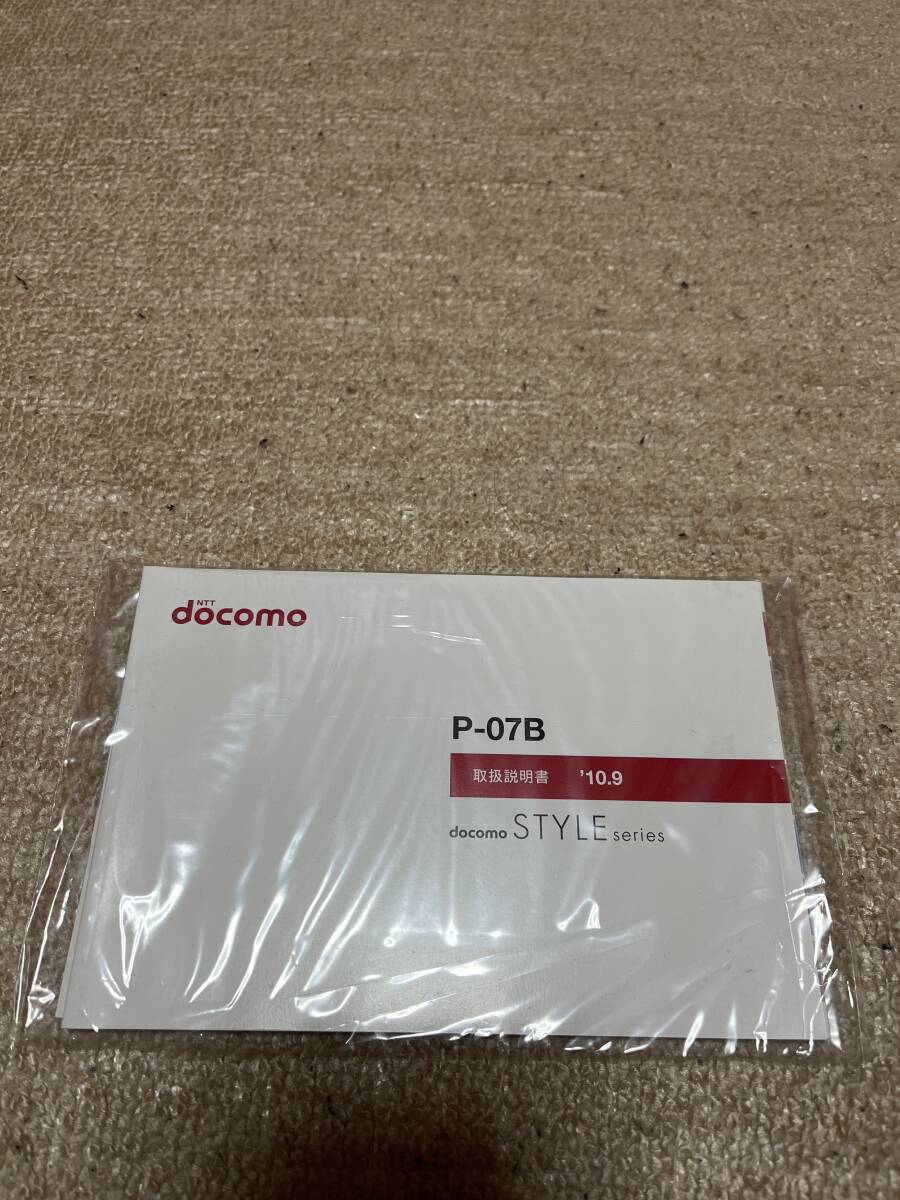 NTT
docomo
P-07B
取扱説明書 '10.9
docomo STYLE series